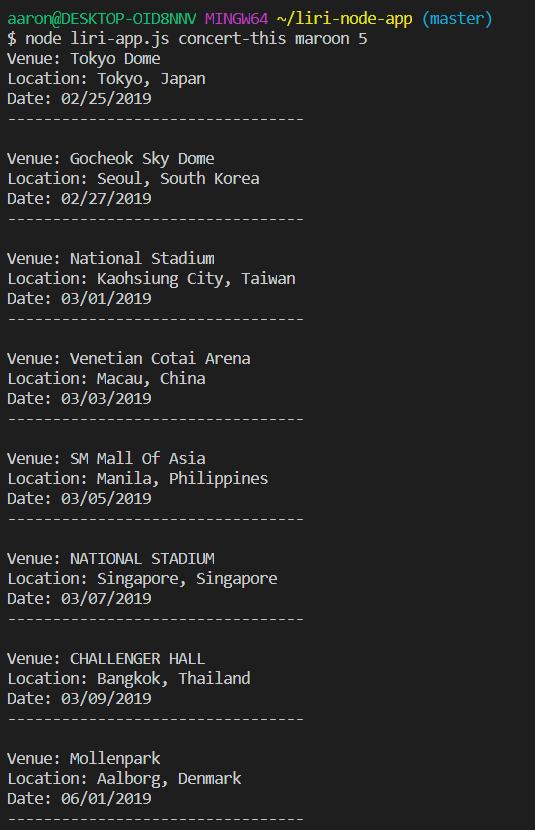 aaron@DESKTOP-OID8NNV MINGW64 ~/liri-node-app (master)
$ node liri-app.js concert-this maroon 5
Venue: Tokyo Dome
Location: Tokyo, Japan
Date: 02/25/2019
---------------------------------
Venue: Gocheok Sky Dome
Location: Seoul, South Korea
Date: 02/27/2019
---------------------------------
Venue: National Stadium
Location: Kaohsiung City, Taiwan
Date: 03/01/2019
---------------------------------
Venue: Venetian Cotai Arena
Location: Macau, China
Date: 03/03/2019
---------------------------------
Venue: SM Mall Of Asia
Location: Manila, Philippines
Date: 03/05/2019
---------------------------------
Venue: NATIONAL STADIUM
Location: Singapore, Singapore
Date: 03/07/2019
---------------------------------
Venue: CHALLENGER HALL
Location: Bangkok, Thailand
Date: 03/09/2019
---------------------------------
Venue: Mollenpark
Location: Aalborg, Denmark
Date: 06/01/2019
---------------------------------